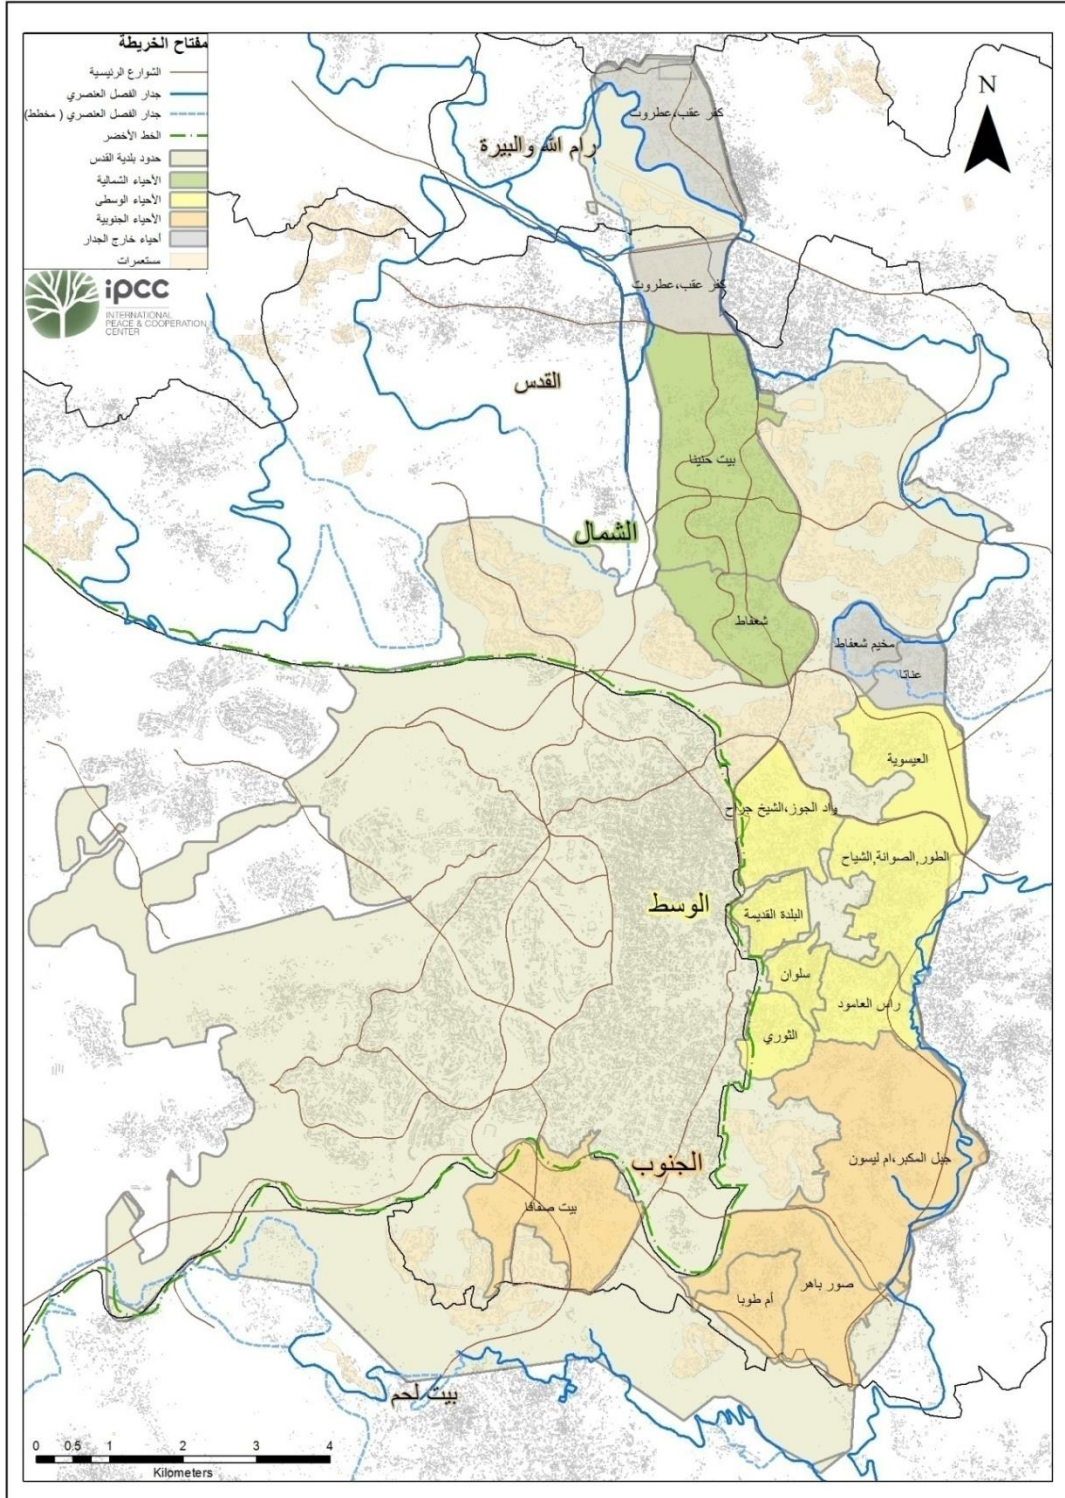 مفتاح الخريطة
الشوارع الرئيسية
جدار الفصل العنصري
جدار الفصل العنصري ( مخطط)
الخط الأخضر
حدود بلدية القدس
الأحياء الشمالية
الأحياء الوسطى
الأحياء الجنوبية
أحياء خارج الجدار
مستعمرات
ipcc
INTERNATIONAL
PEACE & COOPERATION
CENTER
N
كفر عقب،عطروت
رام الله والبيرة
كفر عقب،عطروت
القدس
بيت حنينا
الشمال
شعفاط
مخيم شعفاط
عناتا
العيسوية
واد الجوز،الشيخ جراح
الطور,الصوانة,الشياح
الوسط
البلدة القديمة
سلوان
راس العامود
الثوري
الجنوب
جبل المكبر،ام ليسون
بيت صفافا
صور باهر
أم طوبا
بيت لحم
0 0.5 1 2 3 4
Kilometers